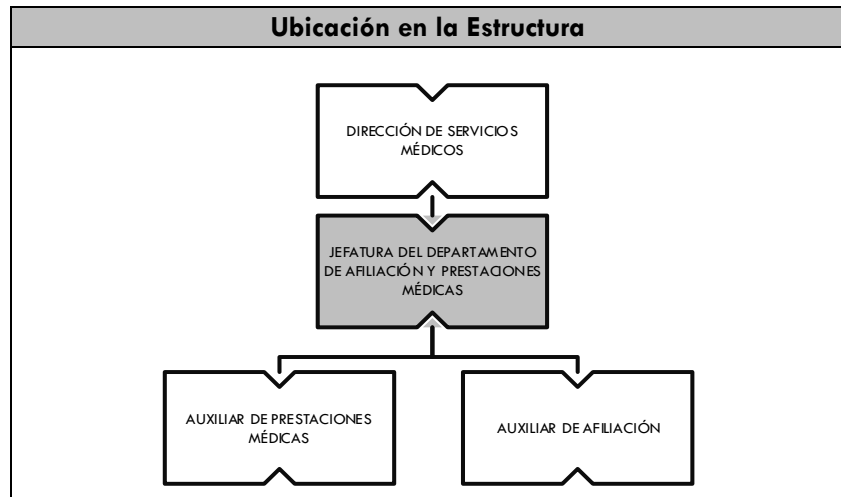 Ubicación en la Estructura
DIRECCIÓN DE SERVICIOS
MÉDICOS
JEFATURA DEL DEPARTAMENTO
DE AFILIACIÓN Y PRESTACIONES
MÉDICAS
AUXILIAR DE PRESTACIONES
MÉDICAS
AUXILIAR DE AFILIACIÓN